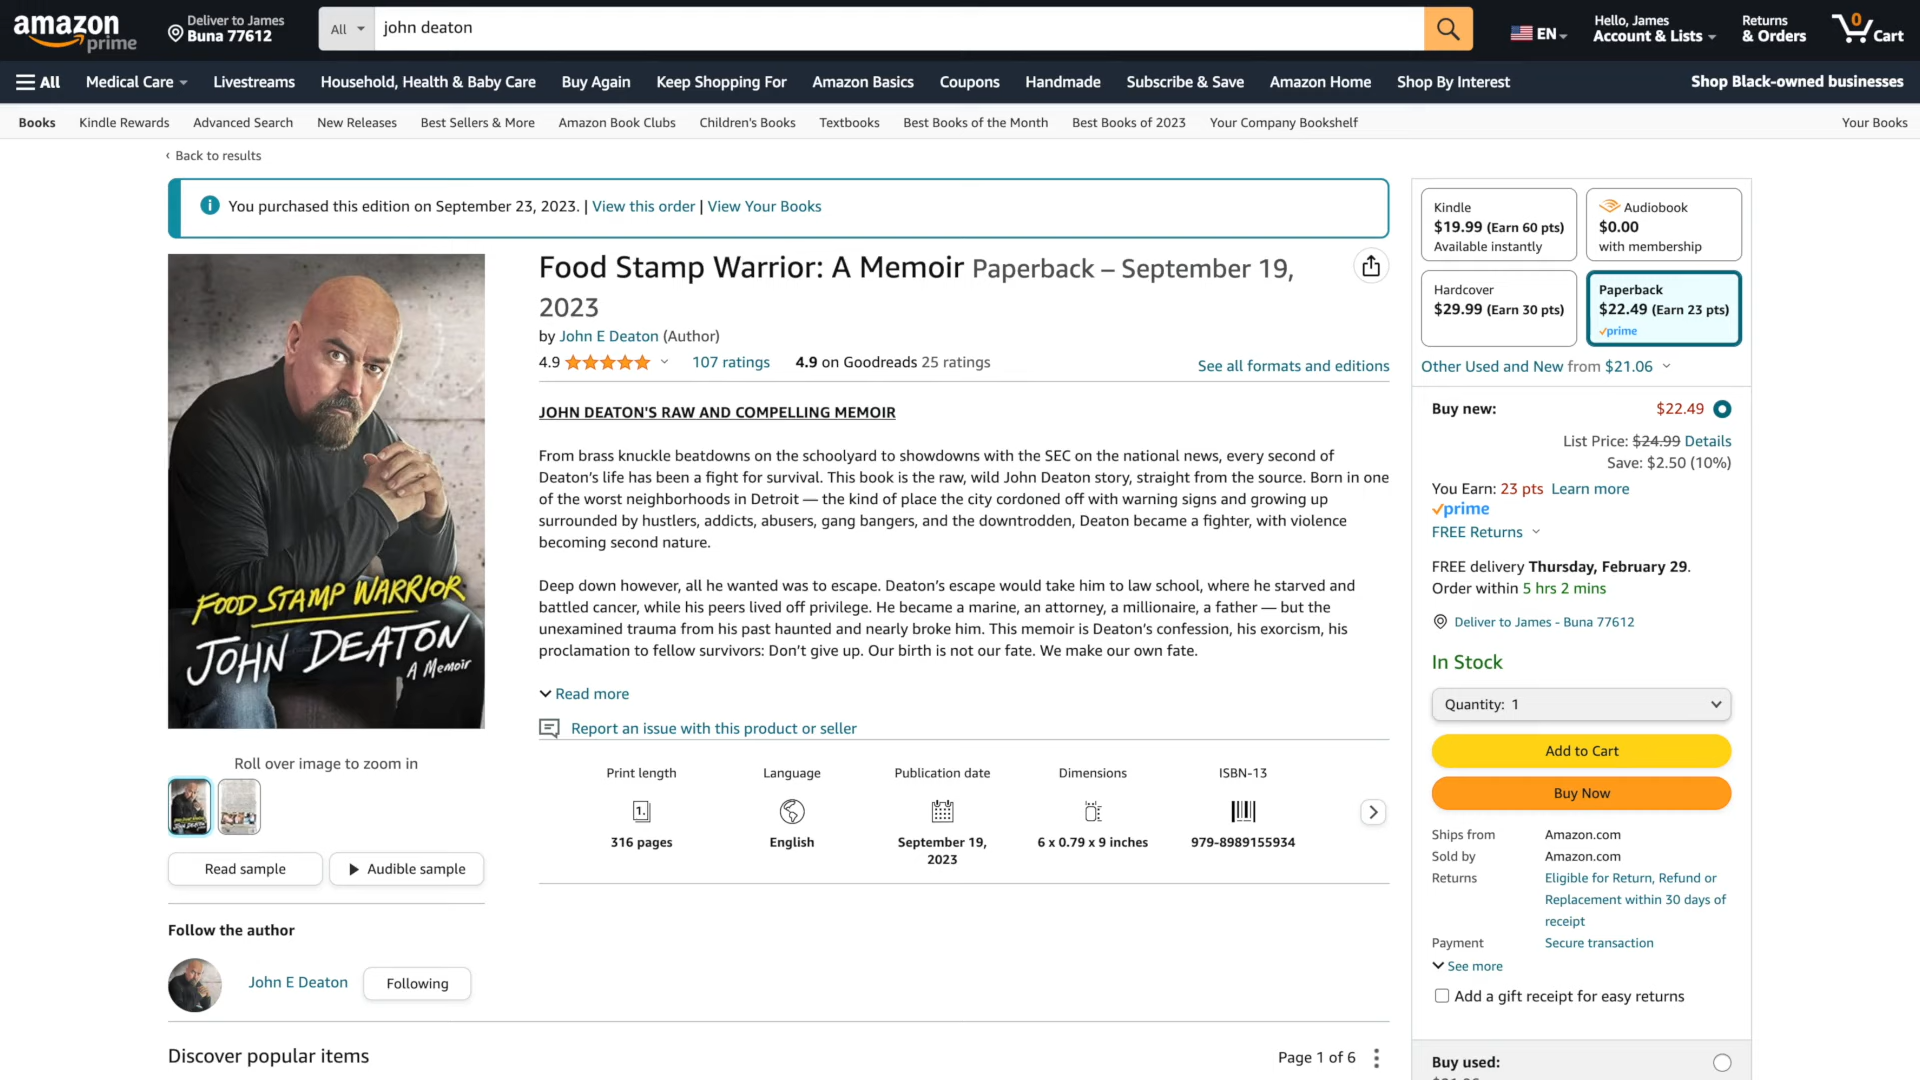 amazon
prime
Deliver to James
Buna 77612
All
john deaton
EN
Hello, James
Account & Lists
Returns
& Orders
0
Cart
All
Medical Care
Livestreams
Household, Health & Baby Care
Buy Again
Keep Shopping For
Amazon Basics
Coupons
Handmade
Subscribe & Save
Amazon Home
Shop By Interest
Shop Black-owned businesses
Books
Kindle Rewards
Advanced Search
New Releases
Best Sellers & More
Amazon Book Clubs
Children's Books
Textbooks
Best Books of the Month
Best Books of 2023
Your Company Bookshelf
Your Books
‹ Back to results
You purchased this edition on September 23, 2023. | View this order | View Your Books
FOOD STAMP WARRIOR
JOHN DEATON
A Memoir
Roll over image to zoom in
Read sample
Audible sample
Follow the author
John E Deaton
Following
Food Stamp Warrior: A Memoir Paperback – September 19,
2023
by John E Deaton (Author)
4.9
107 ratings
4.9 on Goodreads 25 ratings
See all formats and editions
JOHN DEATON'S RAW AND COMPELLING MEMOIR
From brass knuckle beatdowns on the schoolyard to showdowns with the SEC on the national news, every second of
Deaton’s life has been a fight for survival. This book is the raw, wild John Deaton story, straight from the source. Born in one
of the worst neighborhoods in Detroit — the kind of place the city cordoned off with warning signs and growing up
surrounded by hustlers, addicts, abusers, gang bangers, and the downtrodden, Deaton became a fighter, with violence
becoming second nature.
Deep down however, all he wanted was to escape. Deaton’s escape would take him to law school, where he starved and
battled cancer, while his peers lived off privilege. He became a marine, an attorney, a millionaire, a father — but the
unexamined trauma from his past haunted and nearly broke him. This memoir is Deaton’s confession, his exorcism, his
proclamation to fellow survivors: Don’t give up. Our birth is not our fate. We make our own fate.
Read more
Report an issue with this product or seller
Print length
1.
316 pages
Language
English
Publication date
September 19,
2023
Dimensions
6 x 0.79 x 9 inches
ISBN-13
979-8989155934
Kindle
$19.99 (Earn 60 pts)
Available instantly
Audiobook
$0.00
with membership
Hardcover
$29.99 (Earn 30 pts)
Paperback
$22.49 (Earn 23 pts)
prime
Other Used and New from $21.06
Buy new:
$22.49
List Price: $24.99 Details
Save: $2.50 (10%)
You Earn: 23 pts Learn more
prime
FREE Returns
FREE delivery Thursday, February 29.
Order within 5 hrs 2 mins
Deliver to James - Buna 77612
In Stock
Quantity: 1
Add to Cart
Buy Now
Ships from
Amazon.com
Sold by
Amazon.com
Returns
Eligible for Return, Refund or
Replacement within 30 days of
receipt
Payment
Secure transaction
See more
Add a gift receipt for easy returns
Buy used:
Discover popular items
Page 1 of 6